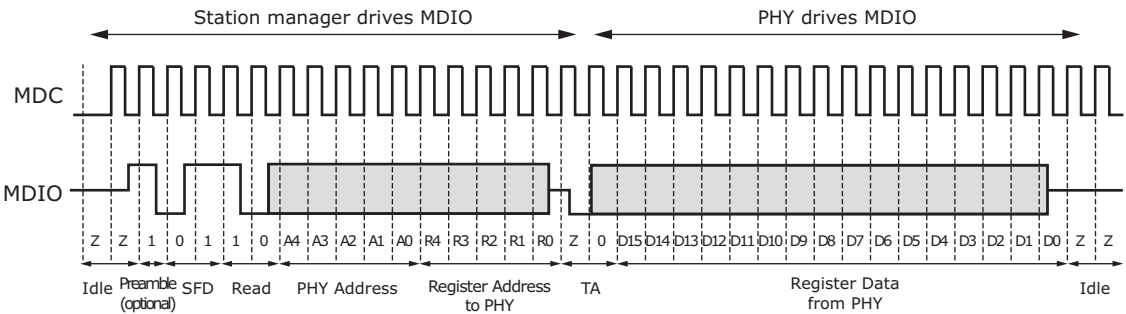 Station manager drives MDIO PHY drives MDIO
MDC
MDIO
Z Z 1 0 1 1 0 A4 A3 A2 A1 A0 R4 R3 R2 R1 R0 Z 0 D15 D14 D13 D12 D11 D10 D9 D8 D7 D6 D5 D4 D3 D2 D1 D0 Z Z
Idle Preamble SFD Read PHY Address Register Address TA Register Data Idle
(optional) to PHY from PHY